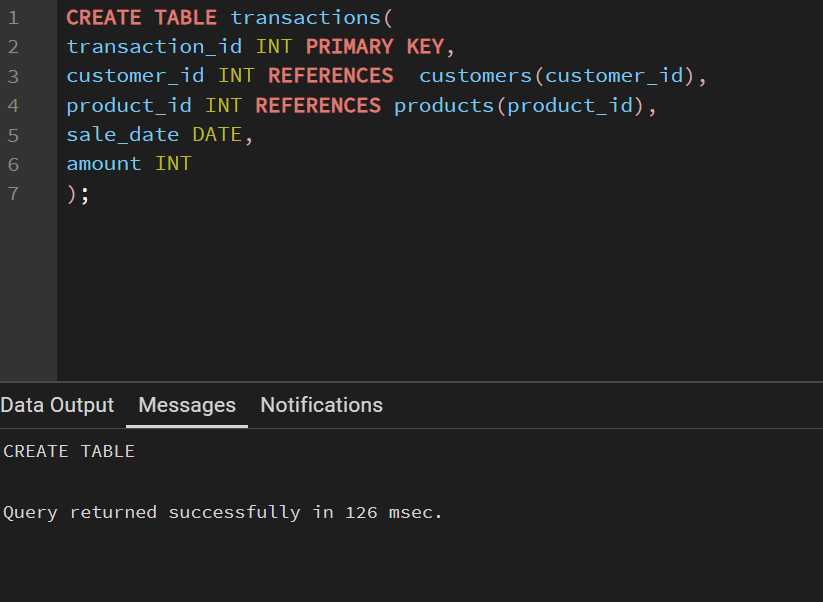 1 CREATE TABLE transactions(
2 transaction_id INT PRIMARY KEY,
3 customer_id INT REFERENCES  customers(customer_id),
4 product_id INT REFERENCES products(product_id),
5 sale_date DATE,
6 amount INT
7 );
Data Output Messages Notifications
CREATE TABLE
Query returned successfully in 126 msec.